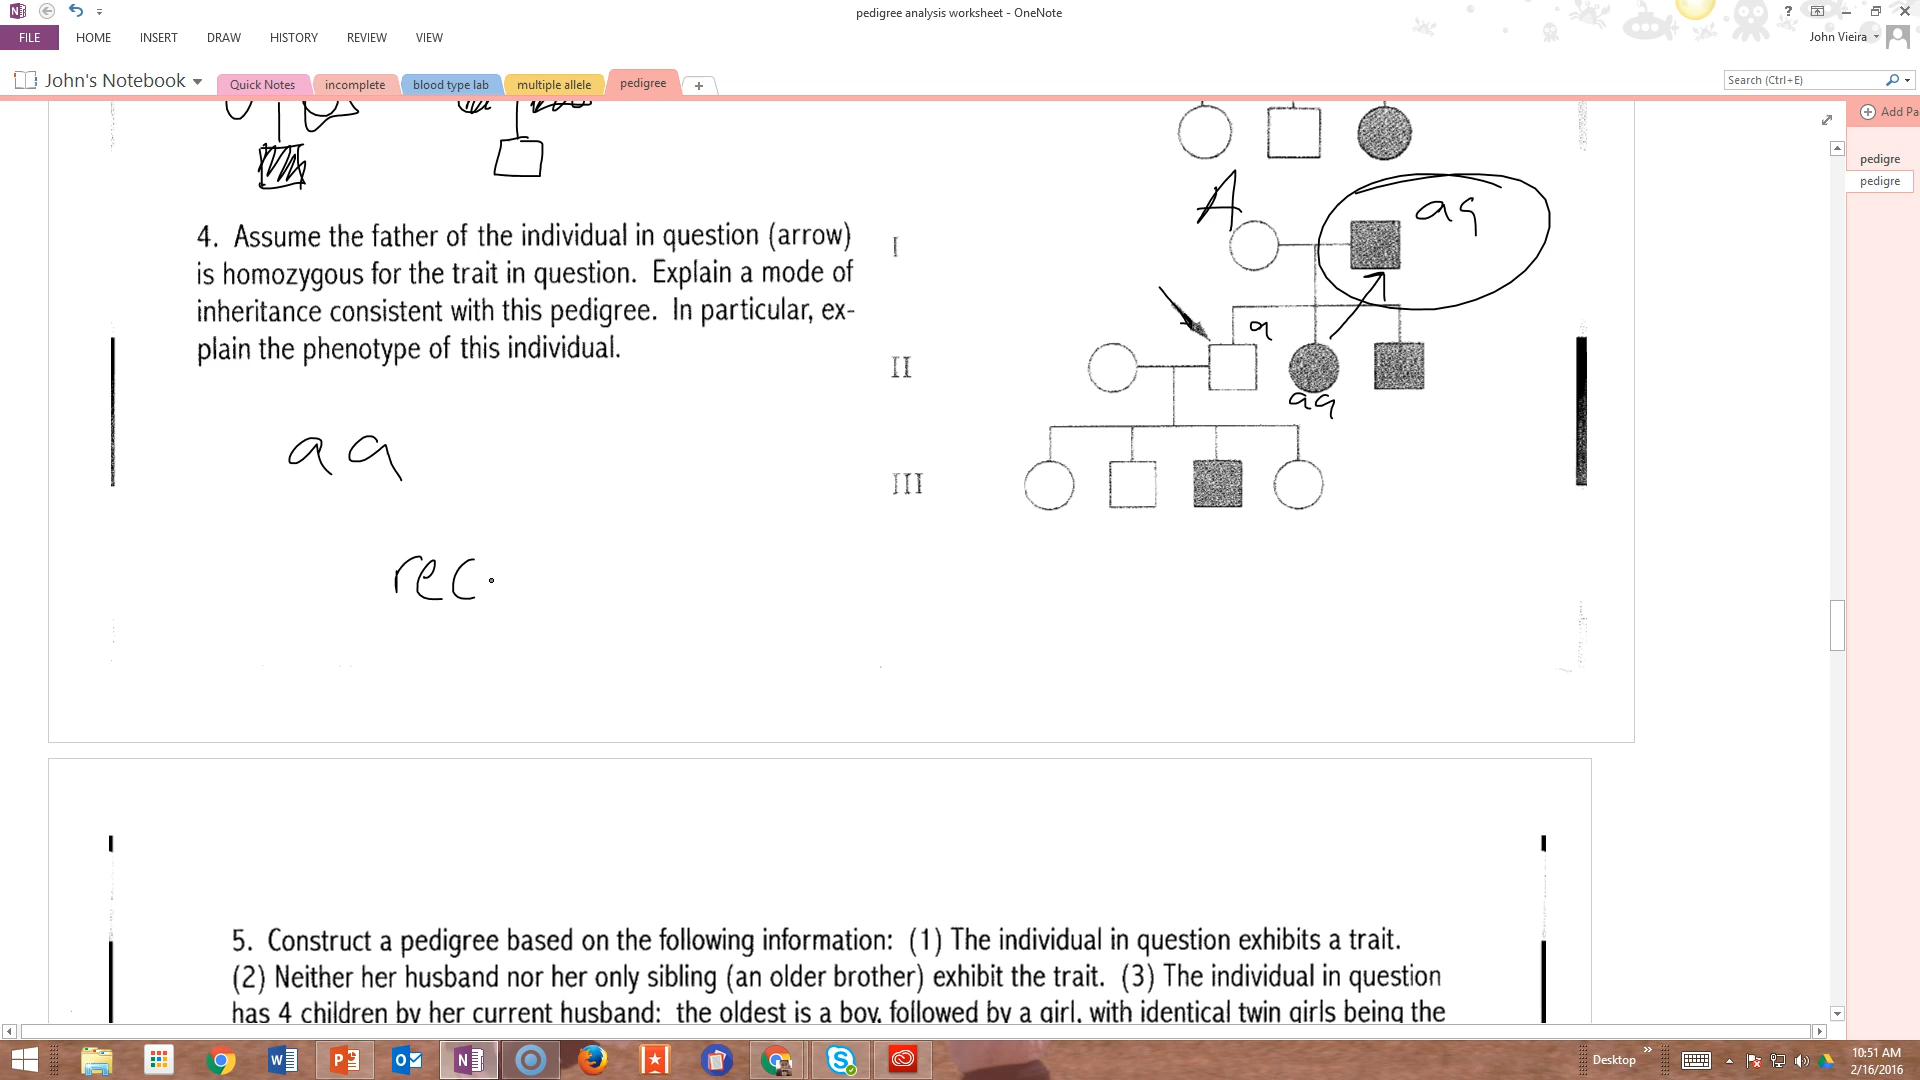 pedigree analysis worksheet - OneNote
?
FILE HOME INSERT DRAW HISTORY REVIEW VIEW
John Vieira
John's Notebook
Quick Notes incomplete blood type lab multiple allele pedigree
Search (Ctrl+E)
Add Pa
pedigre
pedigre
4. Assume the father of the individual in question (arrow)
is homozygous for the trait in question. Explain a mode of
inheritance consistent with this pedigree. In particular, ex-
plain the phenotype of this individual.
A
aa
I
a
II
aa
III
aa
rec
5. Construct a pedigree based on the following information: (1) The individual in question exhibits a trait.
(2) Neither her husband nor her only sibling (an older brother) exhibit the trait. (3) The individual in question
has 4 children by her current husband: the oldest is a boy, followed by a girl, with identical twin girls being the
Desktop
10:51 AM
2/16/2016